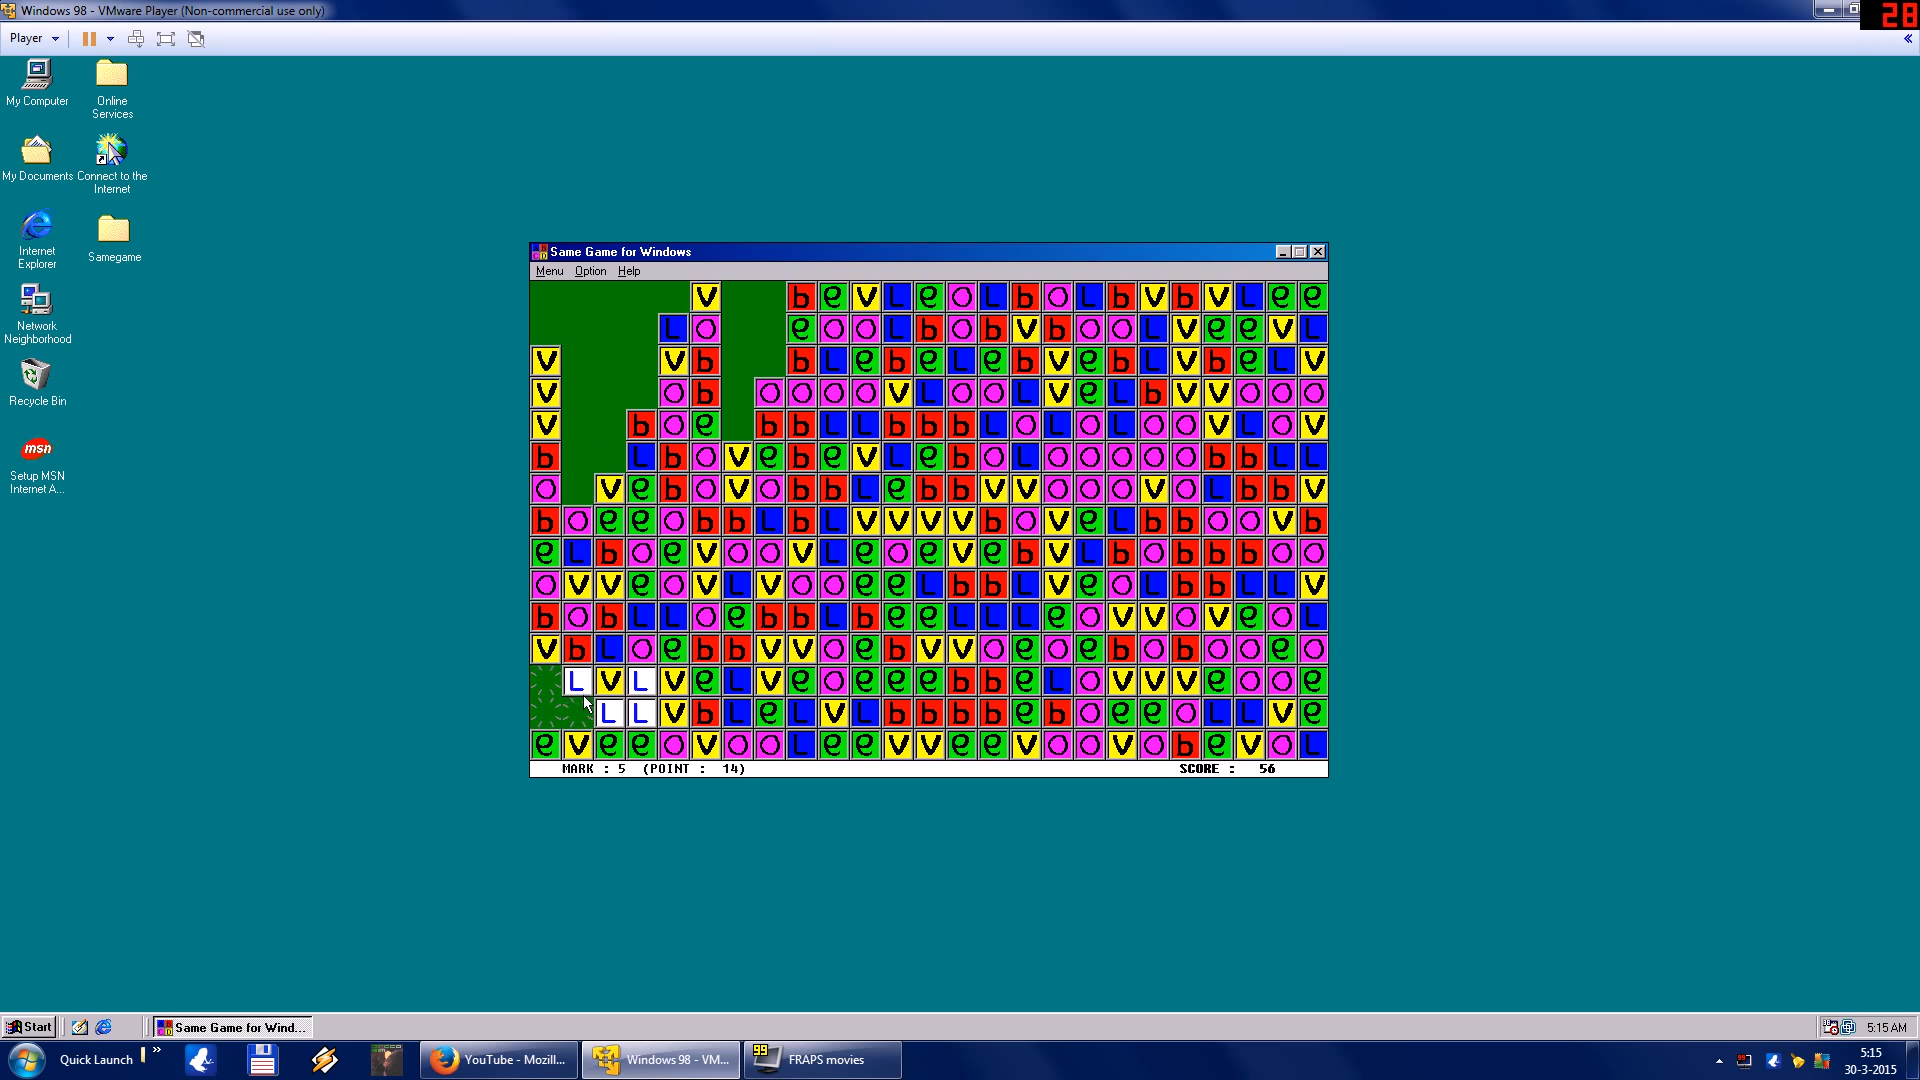 Windows 98 - VMware Player (Non-commercial use only)
28
Player
My Computer
Online Services
My Documents
Connect to the Internet
Internet Explorer
Samegame
Network Neighborhood
Recycle Bin
msn
Setup MSN Internet A...
Same Game for Windows
Menu Option Help
V b e V L e O L b O L b V b V L e e
L O e O O L b O b V b O O L V e e V L
V V b b L e b e L e b V e b L V b e L V
V O b O O O O V L O O L V e L b V V O O O
V b O e b b L L b b b L O L O L O O V L O V
b L b O V e b e V L e b O L O O O O O b b L L
O V e b O V O b b L e b b V V O O O V O L b b V
b O e e O b b L b L V V V V b O V e L b b O O V b
e L b O e V O O V L e O e V e b V L b O b b b O O
O V V e O V L V O O e e L b b L V e O L b b L L V
b O b L L O e b b L b e e L L L e O V V O V e O L
V b L O e b b V V O e b V V O e O e b O b O O e O
L V L V e L V e O e e e b b e L O V V V e O O e
L L V b L e L V L b b b b e b O e e O L L V e
e V e e O V O O L e e V V e e V O O V O b e V O L
MARK : 5 (POINT : 14) SCORE : 56
Start Same Game for Wind... 5:15 AM
Quick Launch » YouTube - Mozill... Windows 98 - VM... 99 FRAPS movies 5:15
30-3-2015